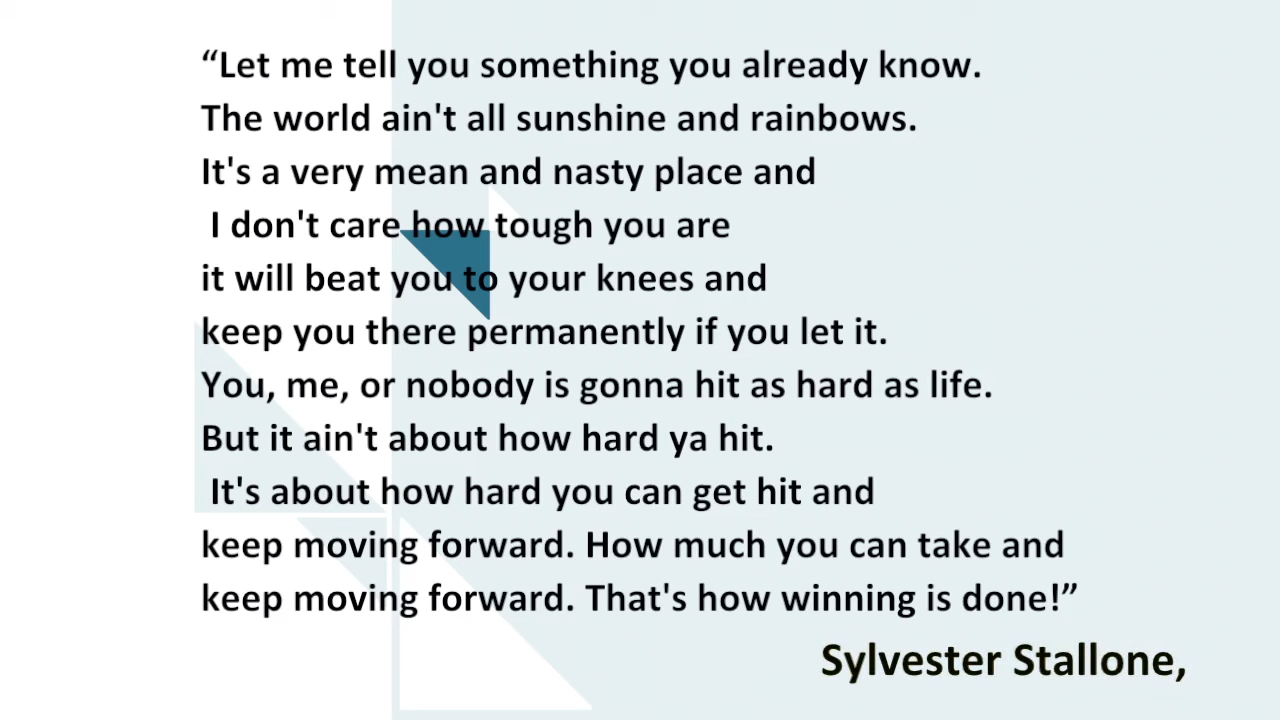 “Let me tell you something you already know.
The world ain't all sunshine and rainbows.
It's a very mean and nasty place and
I don't care how tough you are
it will beat you to your knees and
keep you there permanently if you let it.
You, me, or nobody is gonna hit as hard as life.
But it ain't about how hard ya hit.
It's about how hard you can get hit and
keep moving forward. How much you can take and
keep moving forward. That's how winning is done!”
Sylvester Stallone,